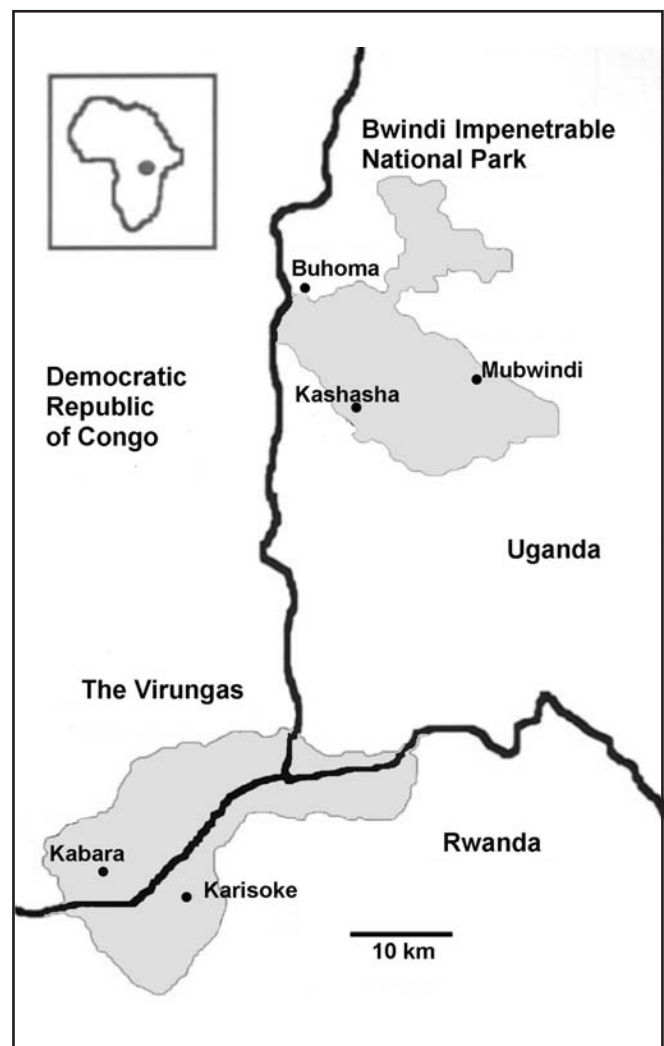 Bwindi Impenetrable
National Park
Buhoma
Democratic
Republic
of Congo
Mubwindi
Kashasha
Uganda
The Virungas
Rwanda
Kabara
Karisoke
10 km